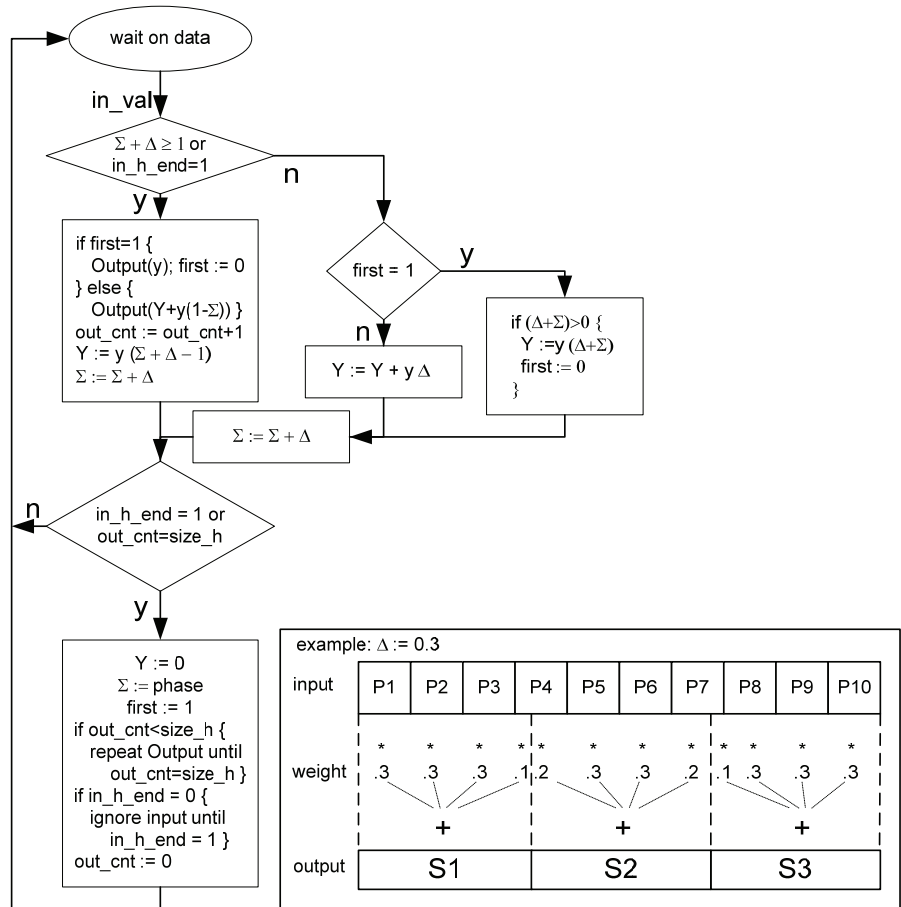 wait on data
in_val
Σ + Δ ≥ 1 or
in_h_end=1
n
y
if first=1 {
Output(y); first := 0
} else {
Output(Y+y(1-Σ)) }
out_cnt := out_cnt+1
Y := y (Σ + Δ − 1)
Σ := Σ + Δ
first = 1
y
n
if (Δ+Σ)>0 {
Y :=y (Δ+Σ)
first := 0
}
Y := Y + y Δ
Σ := Σ + Δ
in_h_end = 1 or
out_cnt=size_h
n
y
Y := 0
Σ := phase
first := 1
if out_cnt<size_h {
repeat Output until
out_cnt=size_h }
if in_h_end = 0 {
ignore input until
in_h_end = 1 }
out_cnt := 0
example: Δ := 0.3
input P1 P2 P3 P4 P5 P6 P7 P8 P9 P10
* * * * * * * * * * * *
weight .3 .3 .3 .1 .2 .3 .3 .2 .1 .3 .3 .3
+ + +
output S1 S2 S3